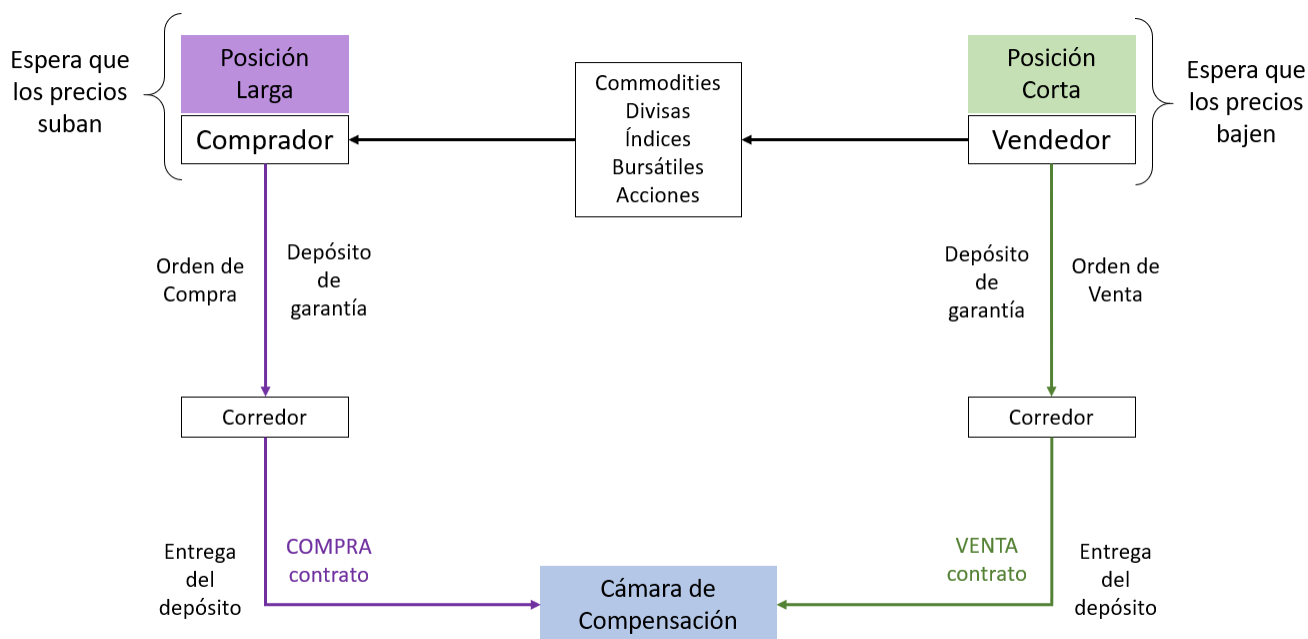 Espera que
los precios
suban
Posición
Larga
Comprador
Commodities
Divisas
Índices
Bursátiles
Acciones
Posición
Corta
Vendedor
Espera que
los precios
bajen
Orden de
Compra
Depósito
de
garantía
Depósito
de
garantía
Orden de
Venta
Corredor
Corredor
Entrega
del
depósito
COMPRA
contrato
Cámara de
Compensación
VENTA
contrato
Entrega
del
depósito